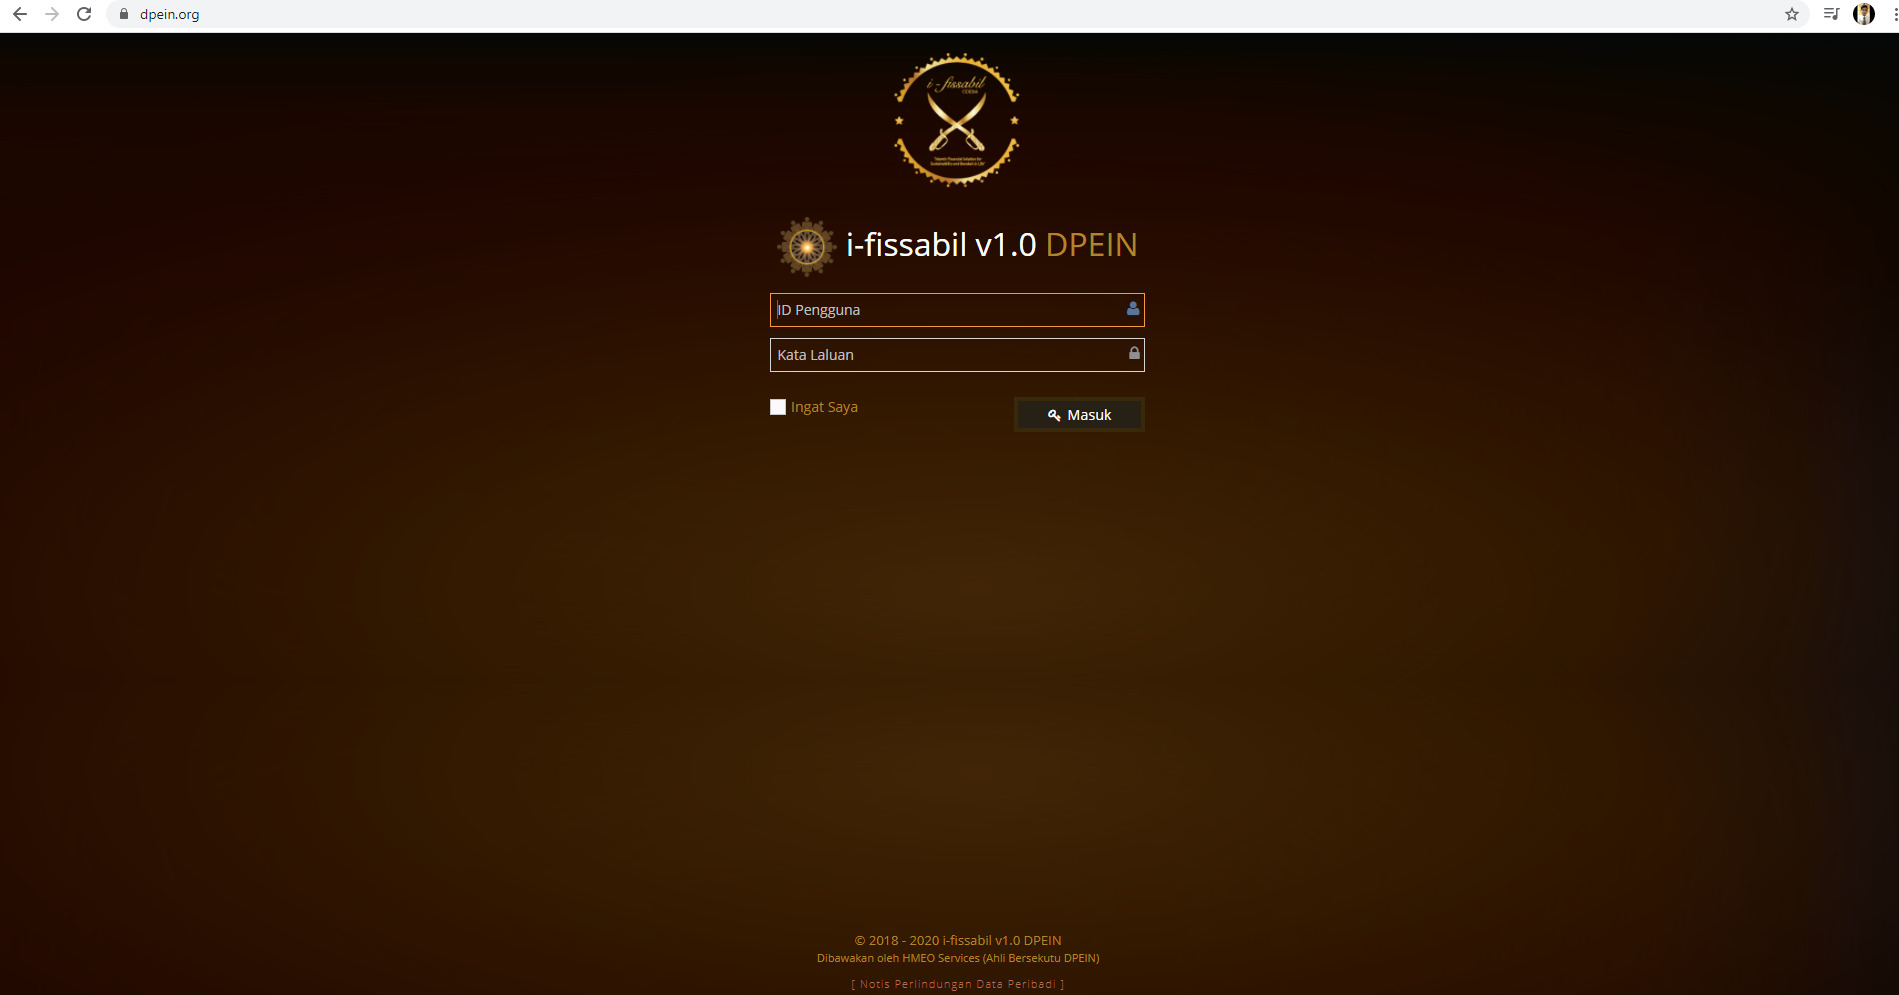 dpein.org
i - fissabil
i-fissabil v1.0 DPEIN
ID Pengguna
Kata Laluan
Ingat Saya
Masuk
© 2018 - 2020 i-fissabil v1.0 DPEIN
Dibawakan oleh HMEO Services (Ahli Bersekutu DPEIN)
[ Notis Perlindungan Data Peribadi ]